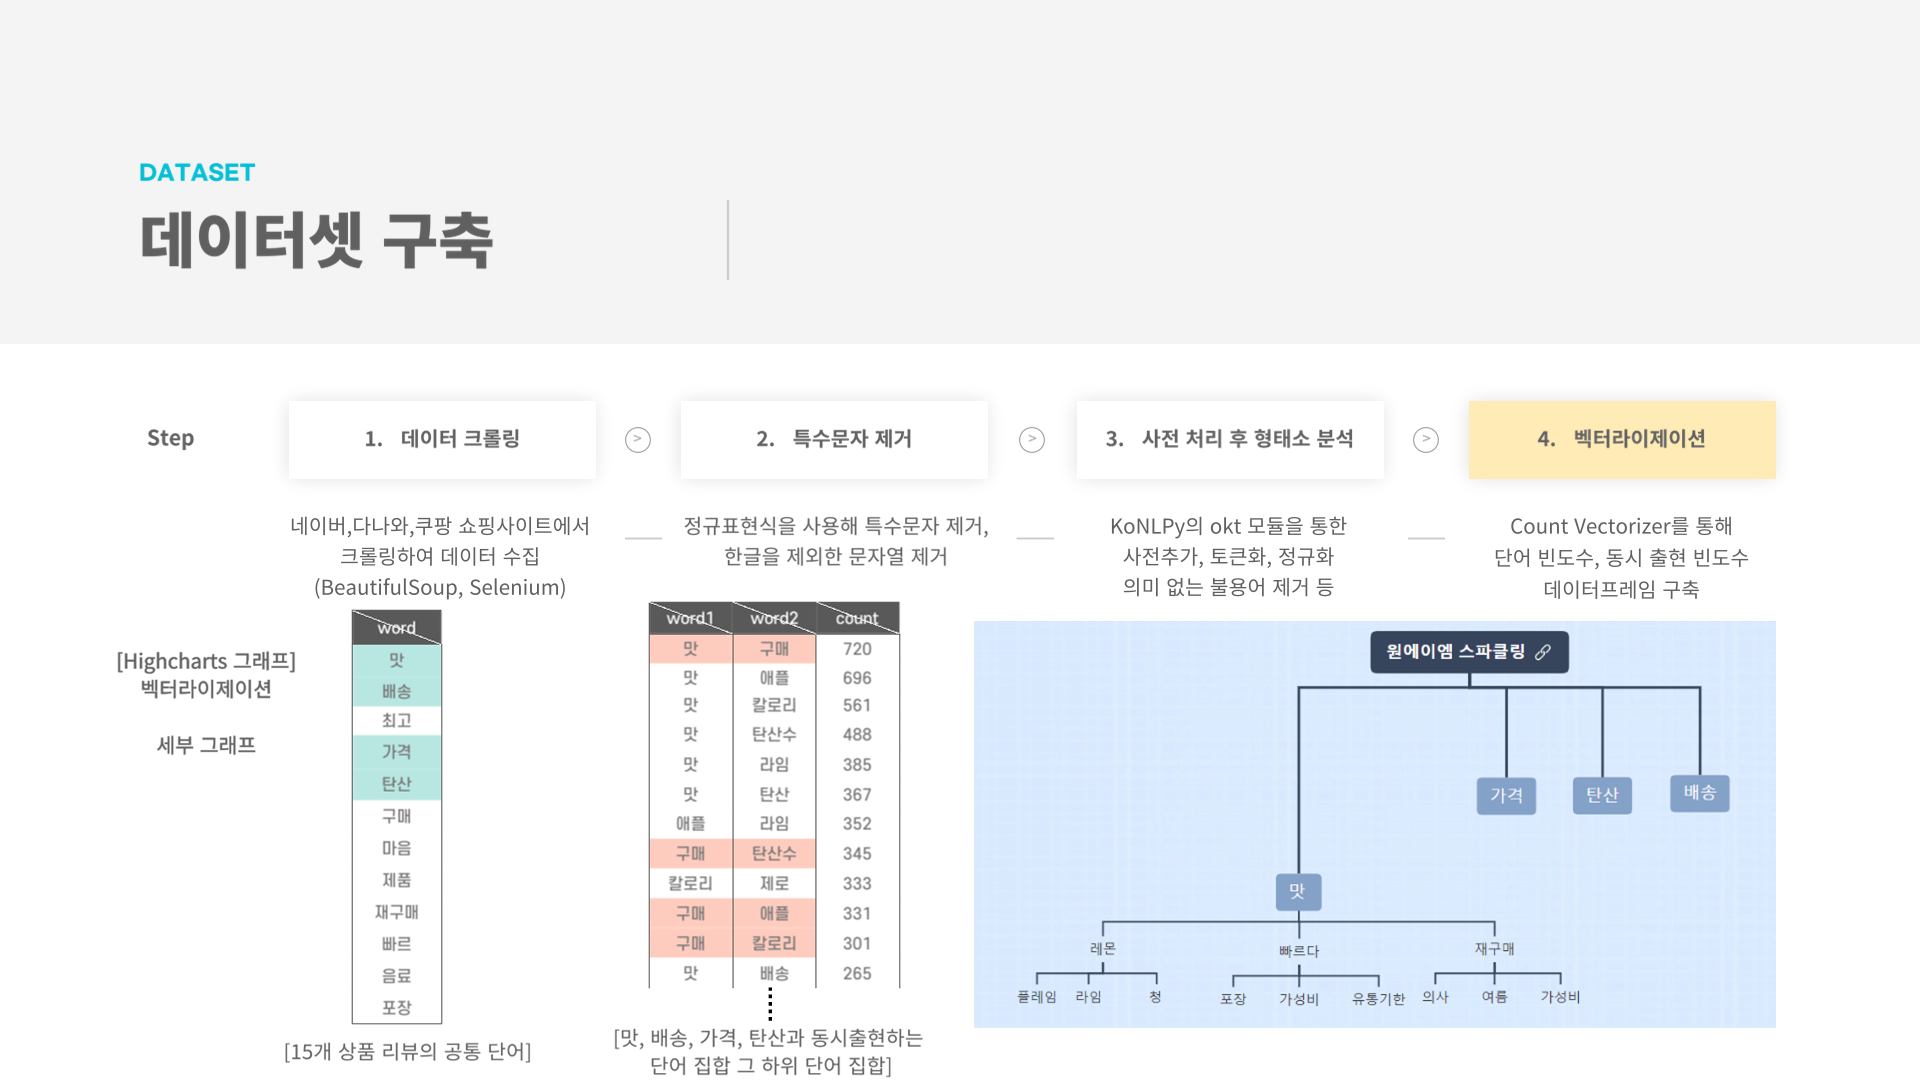 DATASET
데이터셋 구축
Step
1. 데이터 크롤링
>
2. 특수문자 제거
>
3. 사전 처리 후 형태소 분석
>
4. 벡터라이제이션
네이버,다나와,쿠팡 쇼핑사이트에서
크롤링하여 데이터 수집
(BeautifulSoup, Selenium)
정규표현식을 사용해 특수문자 제거,
한글을 제외한 문자열 제거
KoNLPy의 okt 모듈을 통한
사전추가, 토큰화, 정규화
의미 없는 불용어 제거 등
Count Vectorizer를 통해
단어 빈도수, 동시 출현 빈도수
데이터프레임 구축
[Highcharts 그래프]
벡터라이제이션
세부 그래프
word
맛
배송
최고
가격
탄산
구매
마음
제품
재구매
빠르
음료
포장
[15개 상품 리뷰의 공통 단어]
word1 word2 count
맛 구매 720
맛 애플 696
맛 칼로리 561
맛 탄산수 488
맛 라임 385
맛 탄산 367
애플 라임 352
구매 탄산수 345
칼로리 제로 333
구매 애플 331
구매 칼로리 301
맛 배송 265
[맛, 배송, 가격, 탄산과 동시출현하는
단어 집합 그 하위 단어 집합]
원에이엠 스파클링
가격 탄산 배송
맛
레몬 빠르다 재구매
플레임 라임 청 포장 가성비 유통기한 의사 여름 가성비